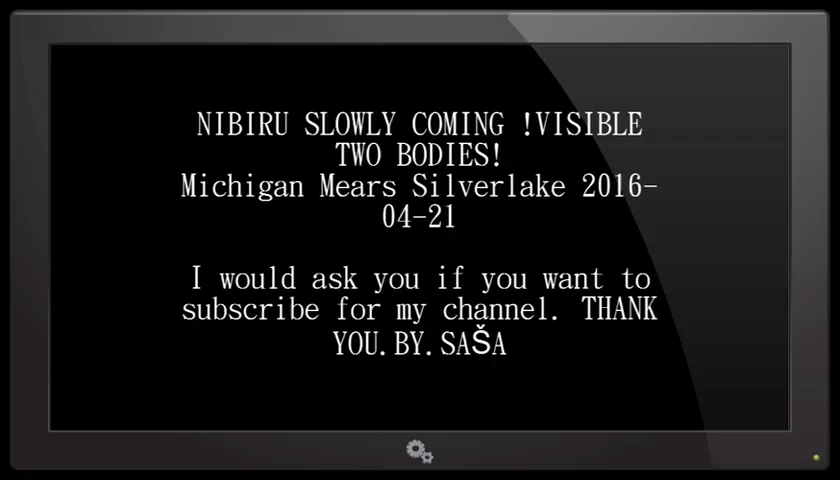 NIBIRU SLOWLY COMING !VISIBLE
TWO BODIES!
Michigan Mears Silverlake 2016-
04-21
I would ask you if you want to
subscribe for my channel. THANK
YOU.BY.SAŠA